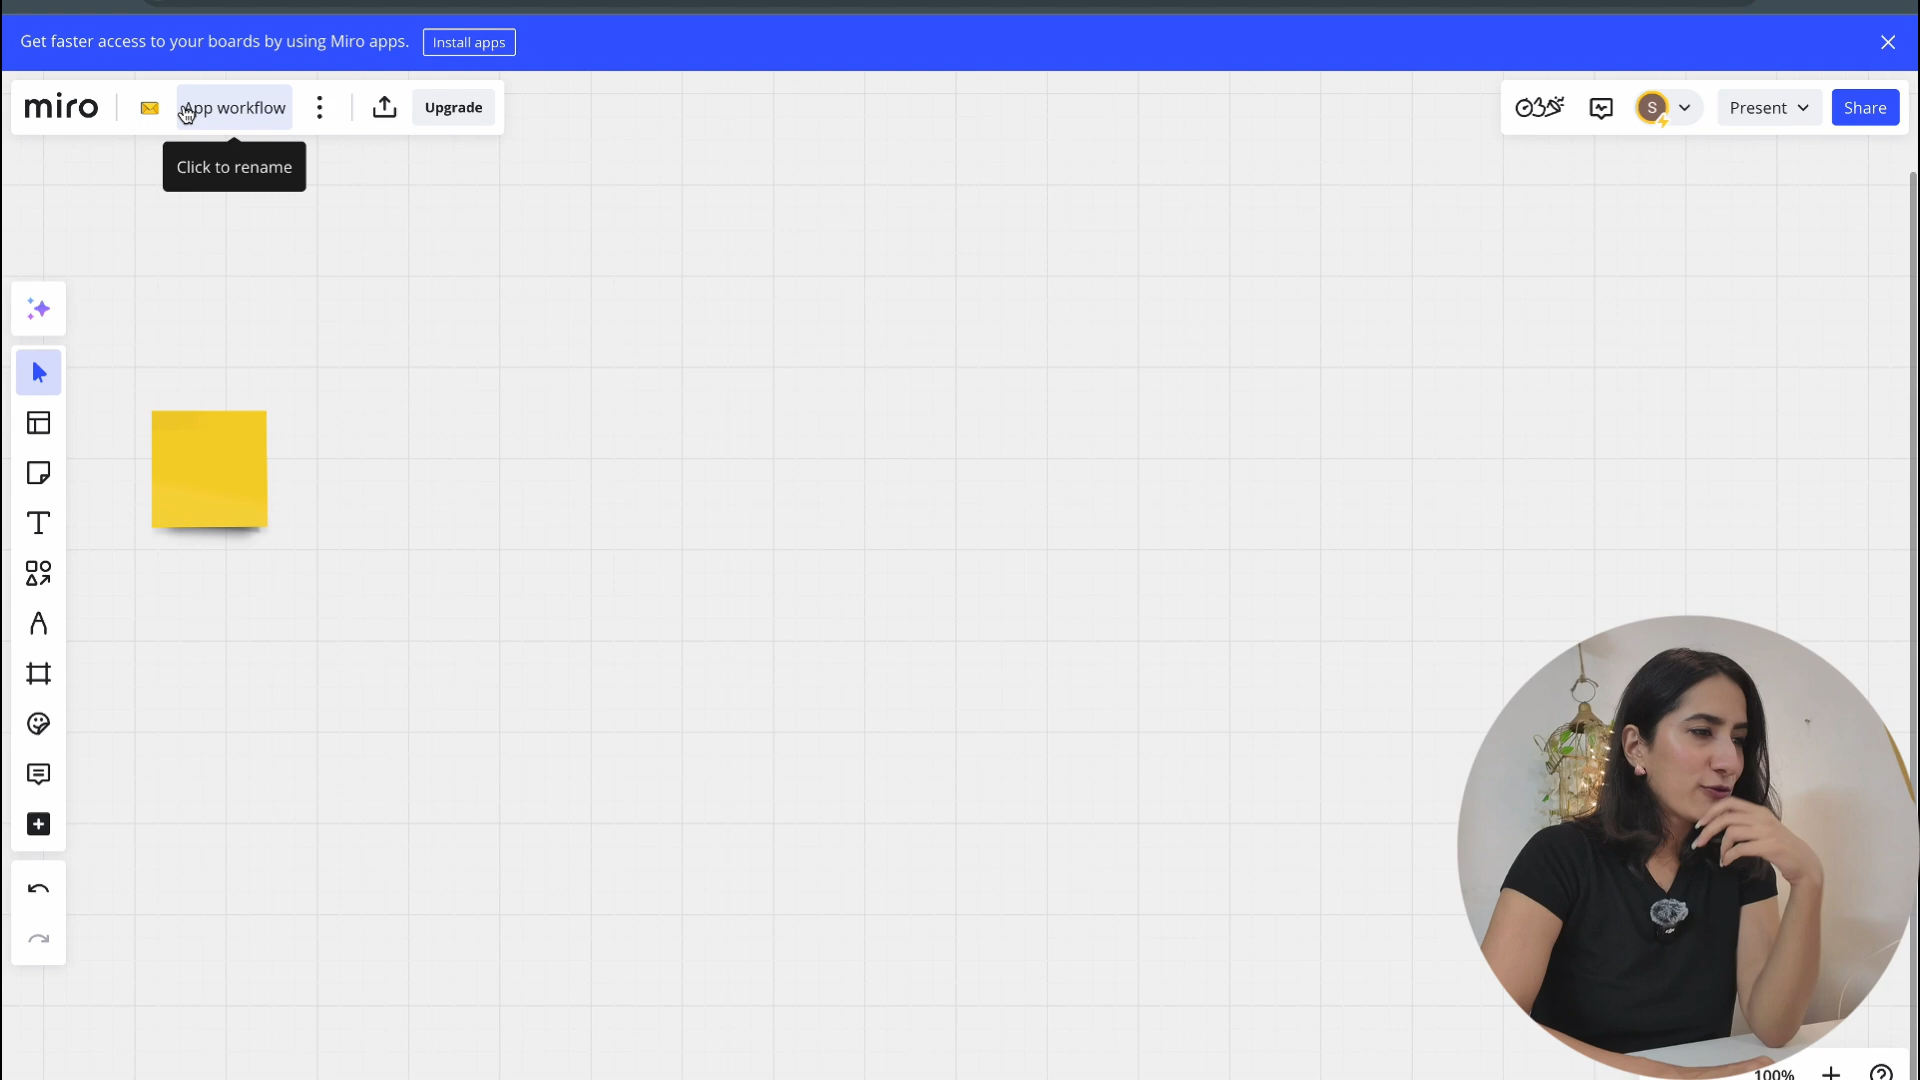 Get faster access to your boards by using Miro apps. Install apps
miro App workflow Upgrade S Present Share
Click to rename
100%